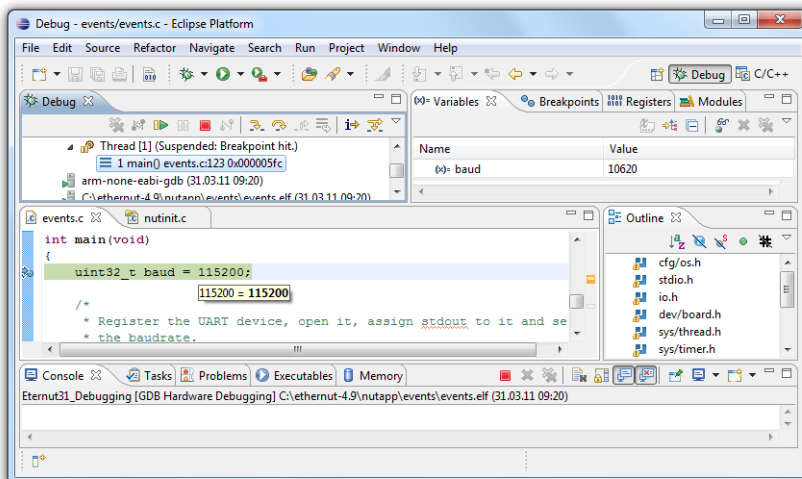 Debug - events/events.c - Eclipse Platform
File Edit Source Refactor Navigate Search Run Project Window Help
Debug C/C++
Debug
Thread [1] (Suspended: Breakpoint hit.)
1 main() events.c:123 0x000005fc
arm-none-eabi-gdb (31.03.11 09:20)
C:\ethernut-4.9\nutapp\events\events.elf (31.03.11 09:20)
(x)= Variables Breakpoints Registers Modules
Name Value
(x)= baud 10620
events.c nutinit.c
int main(void)
{
uint32_t baud = 115200;
115200 = 115200
/*
* Register the UART device, open it, assign stdout to it and se
* the baudrate.
Outline
cfg/os.h
stdio.h
io.h
dev/board.h
sys/thread.h
sys/timer.h
Console Tasks Problems Executables Memory
Eternut31_Debugging [GDB Hardware Debugging] C:\ethernut-4.9\nutapp\events\events.elf (31.03.11 09:20)